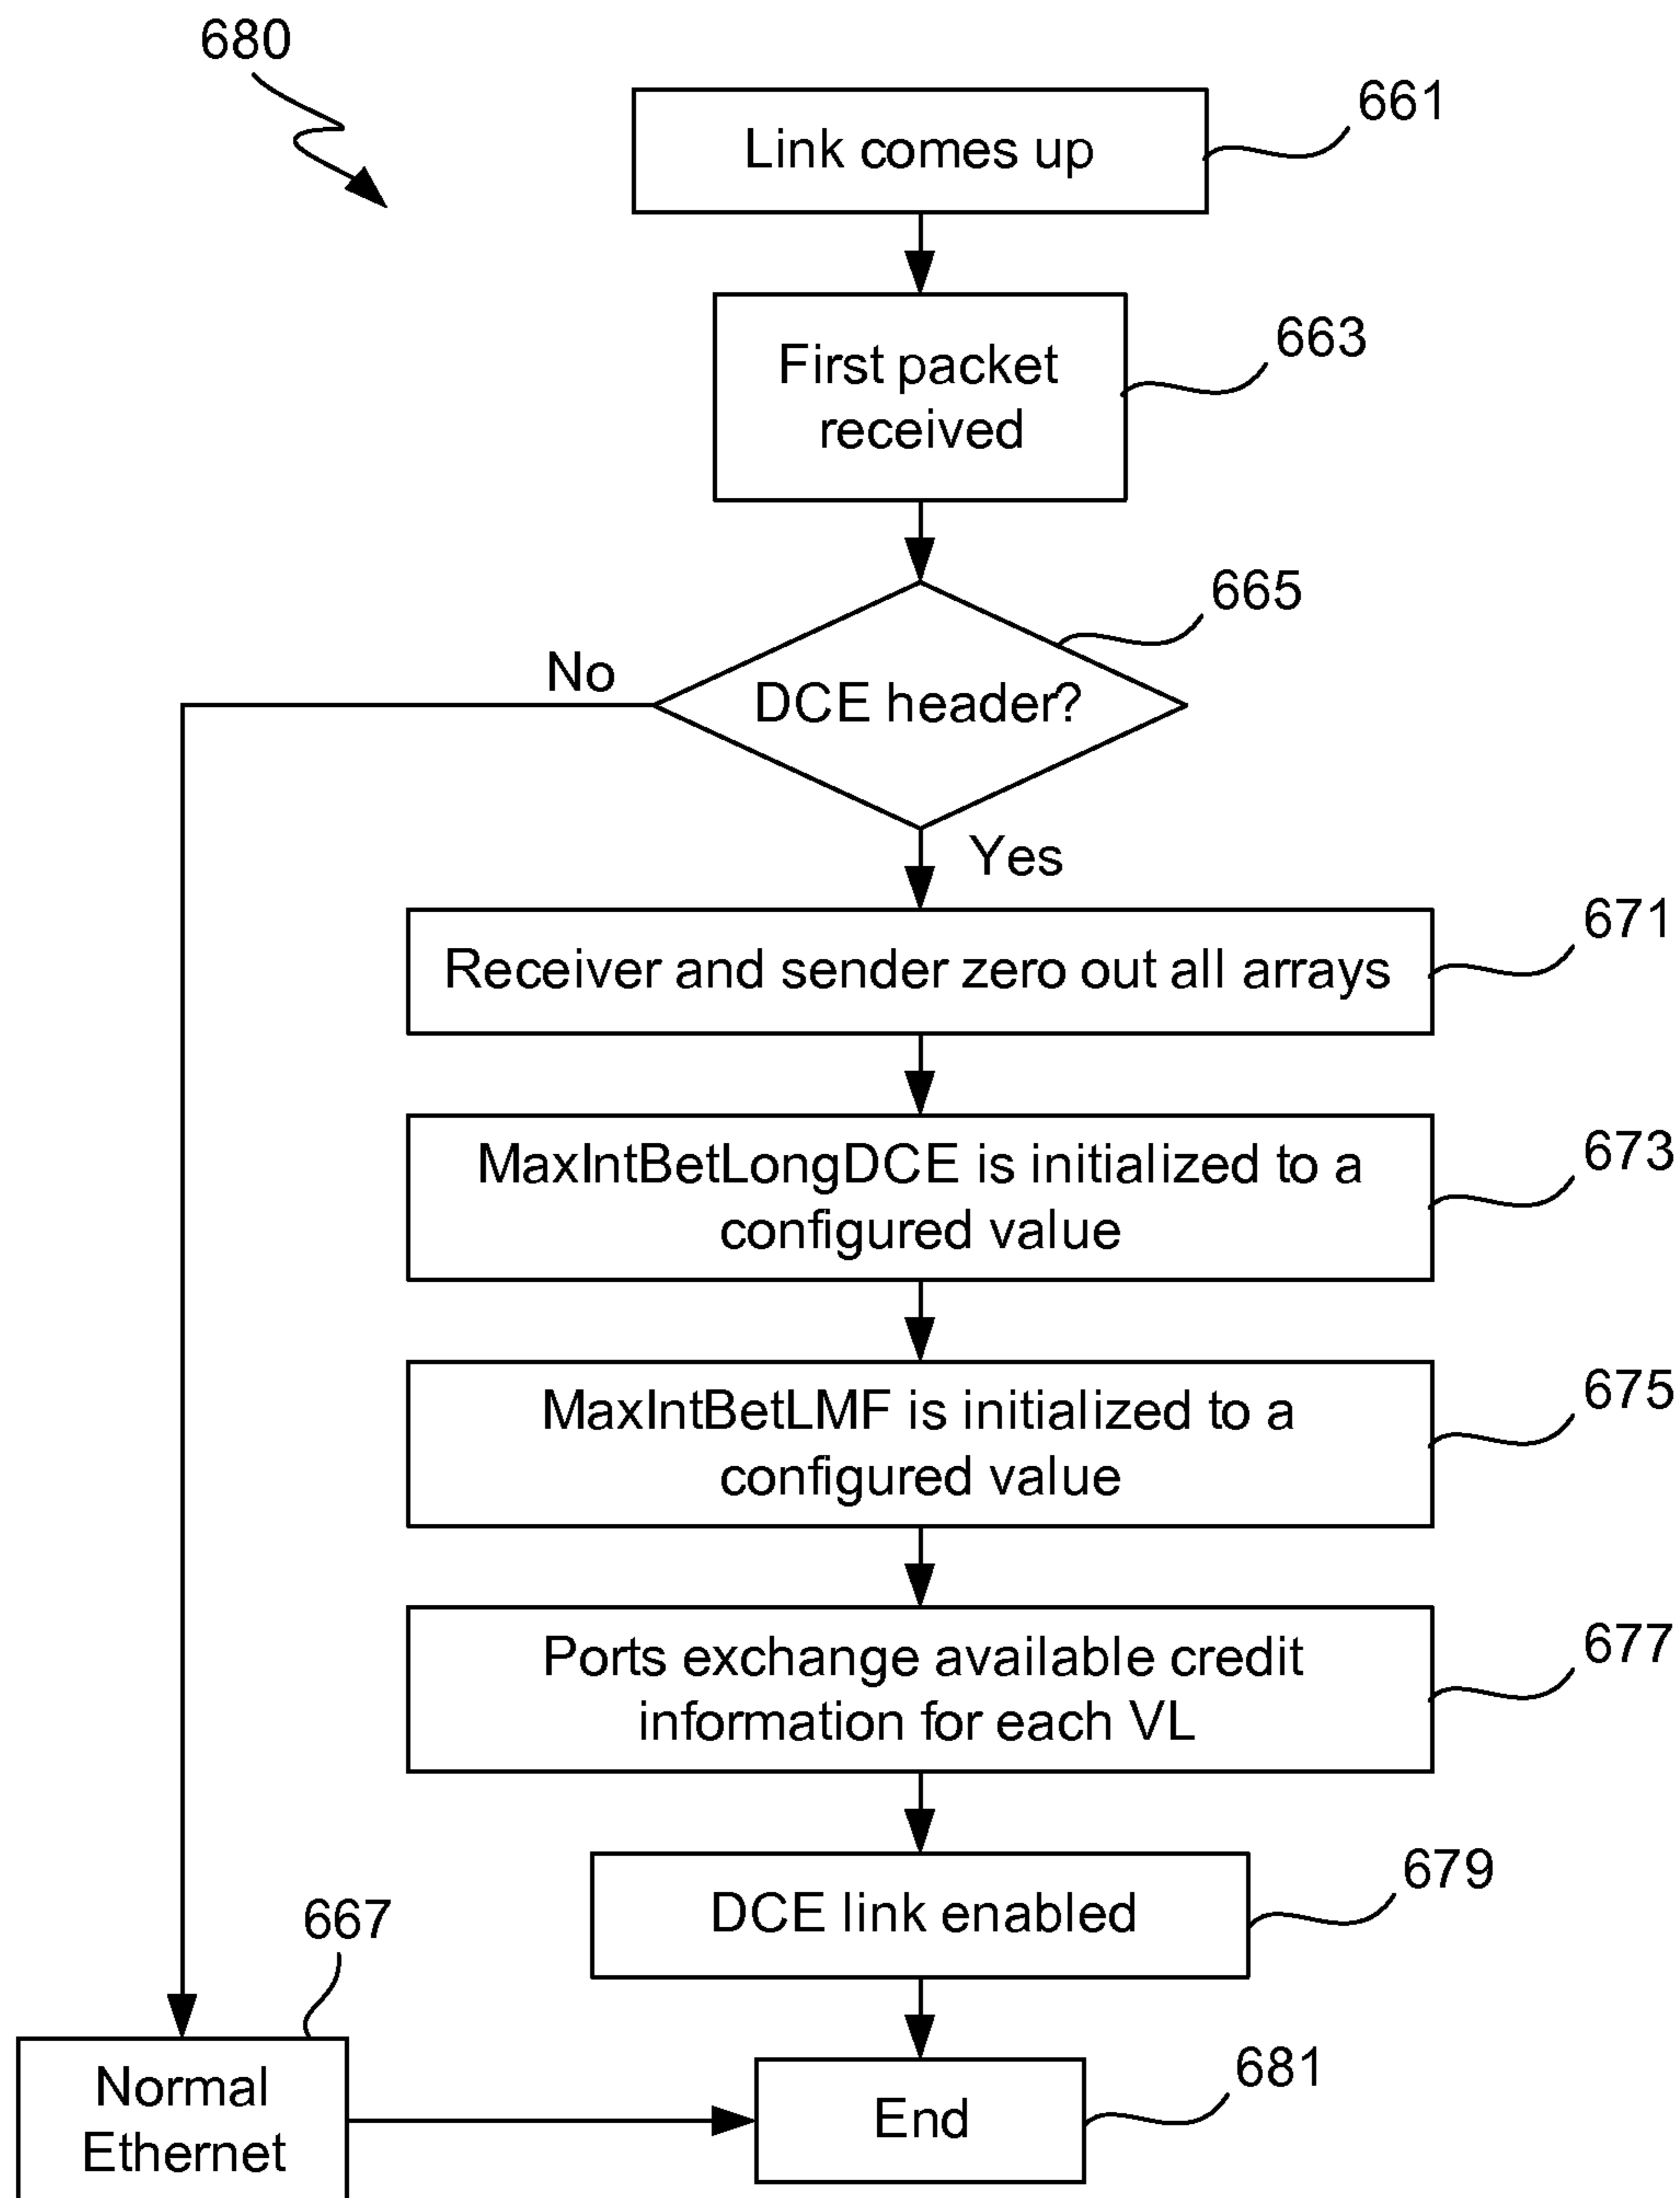 680
661
Link comes up
663
First packet
received
665
No
DCE header?
Yes
671
Receiver and sender zero out all arrays
673
MaxIntBetLongDCE is initialized to a
configured value
675
MaxIntBetLMF is initialized to a
configured value
677
Ports exchange available credit
information for each VL
679
DCE link enabled
667
Normal
Ethernet
681
End